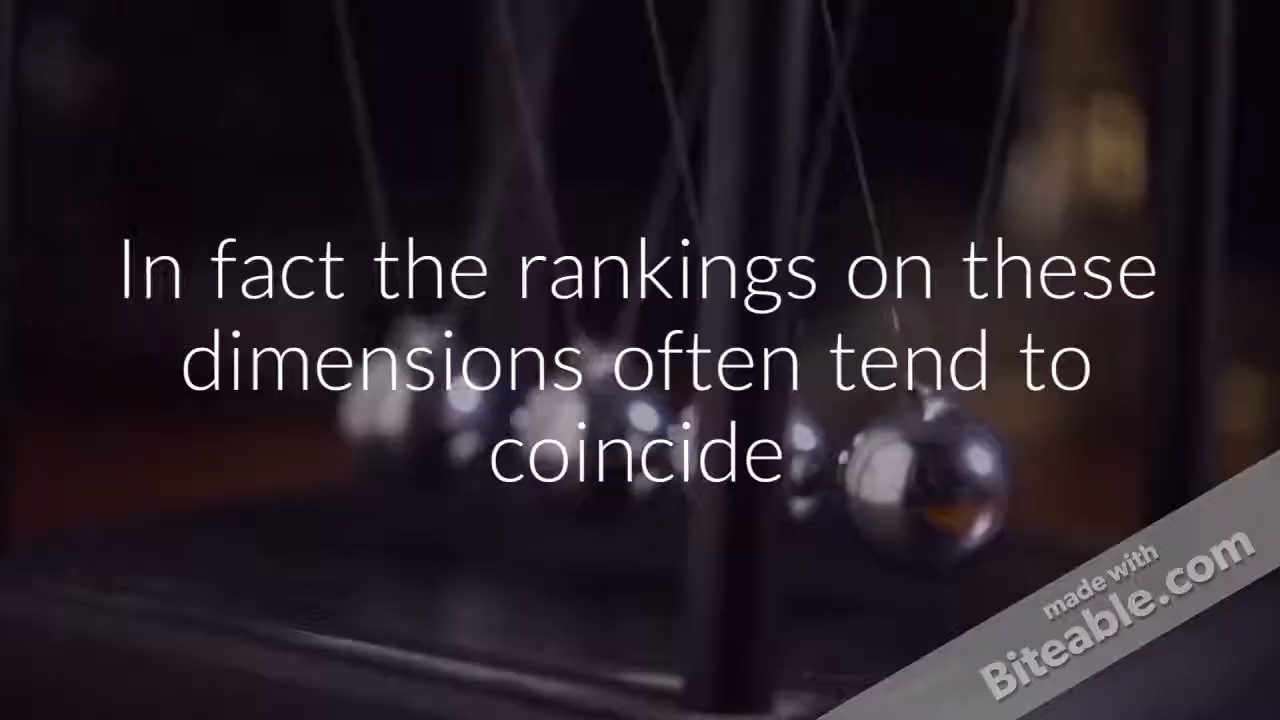 In fact the rankings on these
dimensions often tend to
coincide
made with
Biteable.com